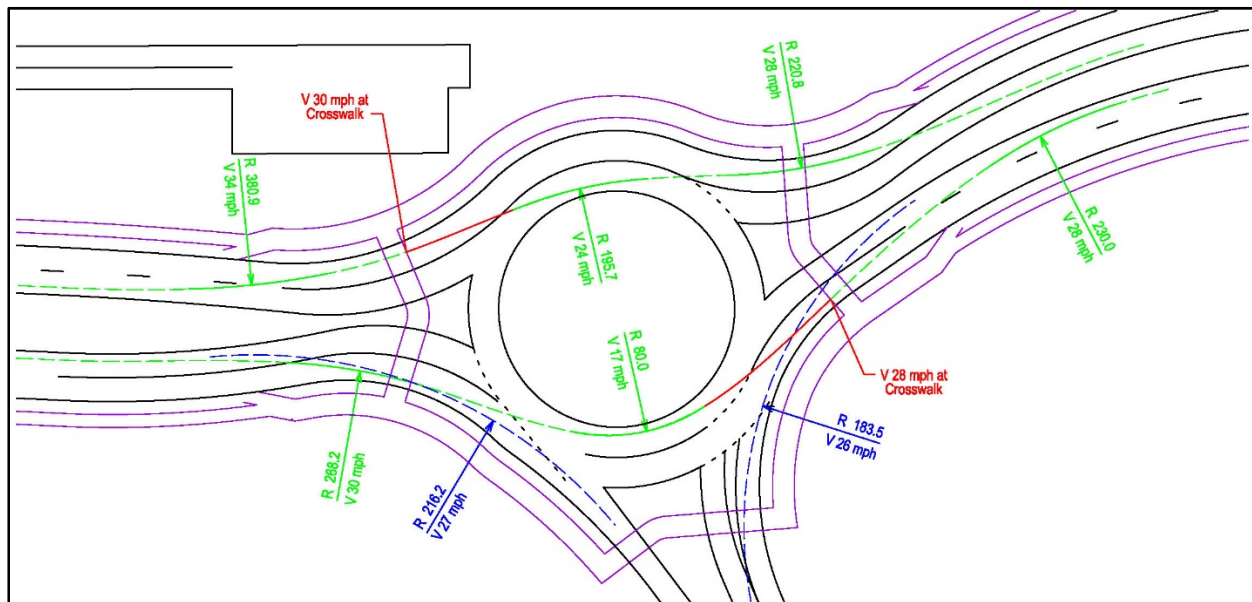 V 30 mph at
Crosswalk
R 380.9
V 34 mph
R 220.8
V 28 mph
R 195.7
V 24 mph
R 230.0
V 28 mph
R 80.0
V 17 mph
V 28 mph at
Crosswalk
R 183.5
V 26 mph
R 268.2
V 30 mph
R 216.2
V 27 mph